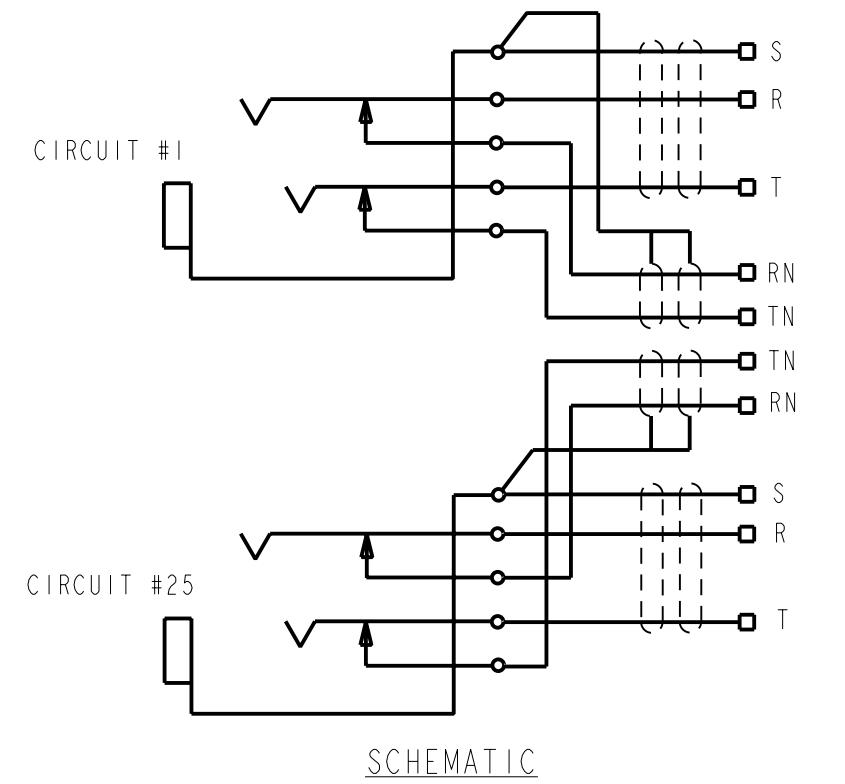 S
R
CIRCUIT #1
T
RN
TN
TN
RN
S
R
CIRCUIT #25
T
SCHEMATIC